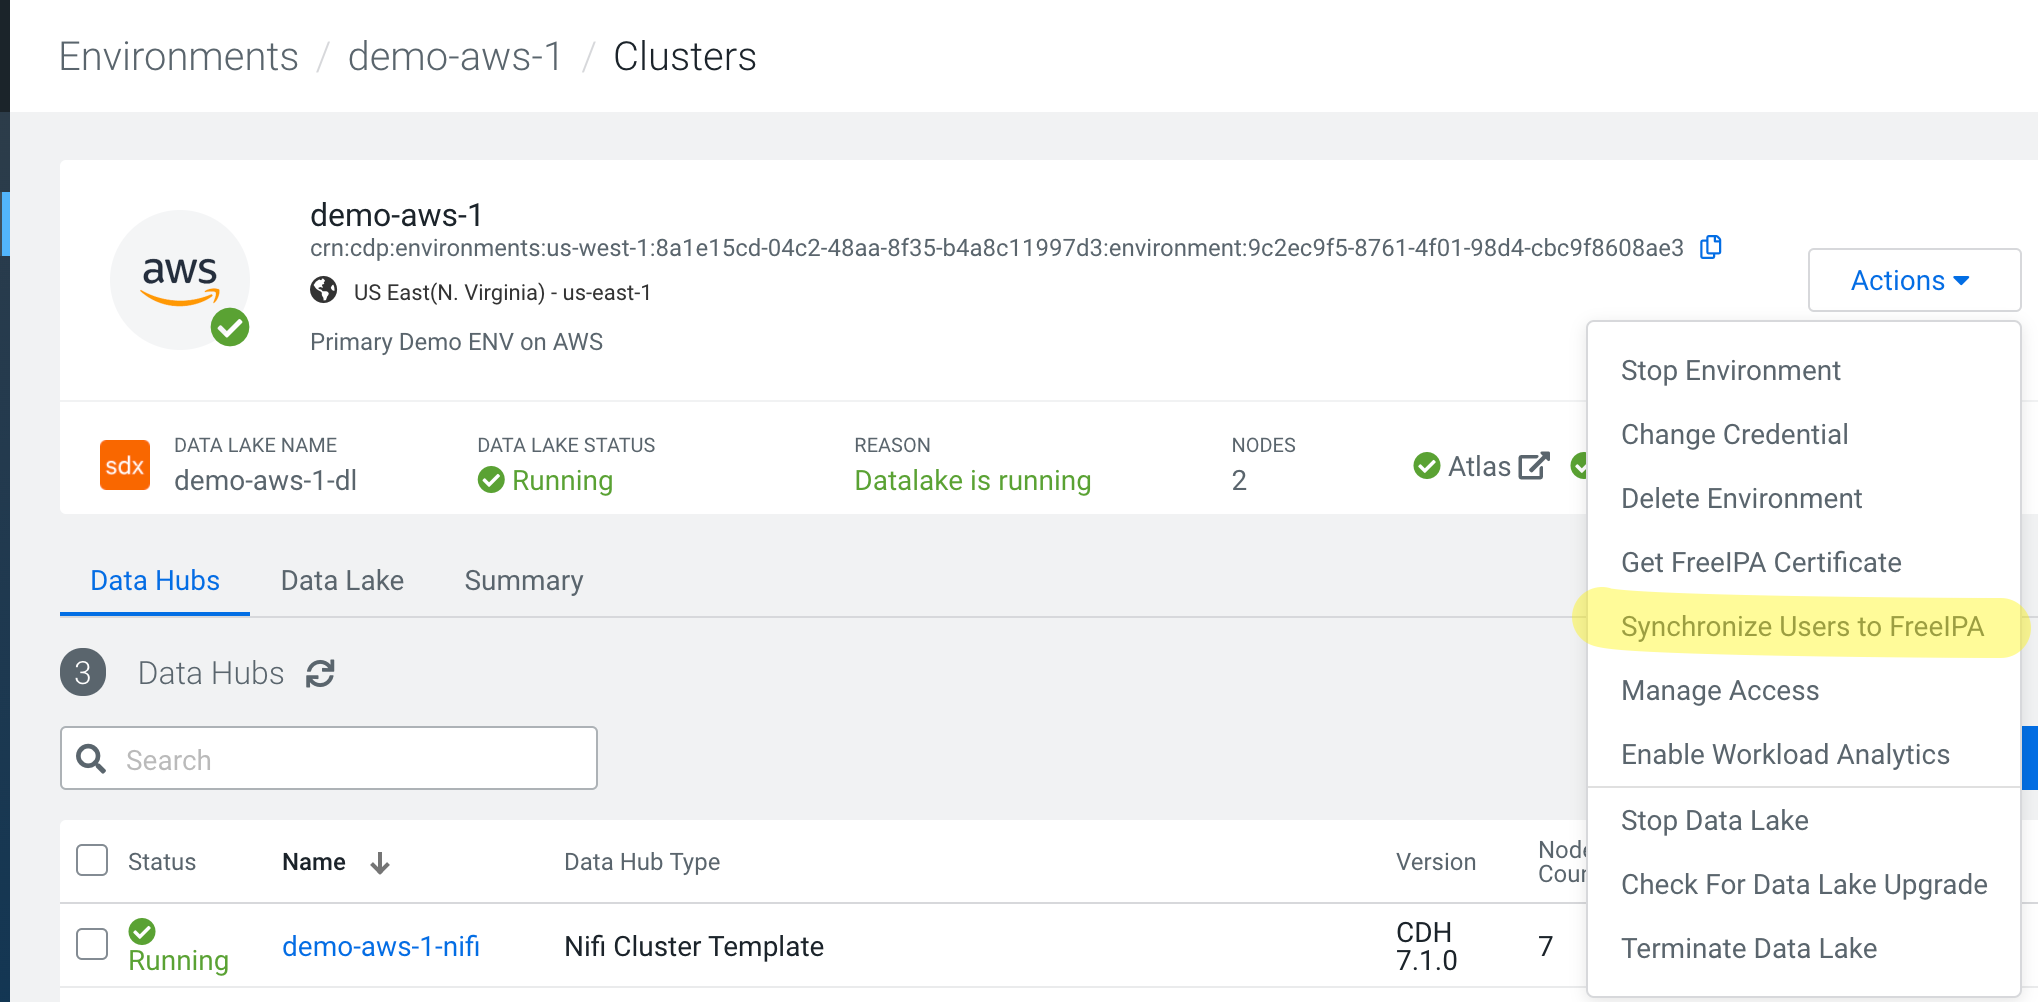 Environments / demo-aws-1 / Clusters
aws
demo-aws-1
crn:cdp:environments:us-west-1:8a1e15cd-04c2-48aa-8f35-b4a8c11997d3:environment:9c2ec9f5-8761-4f01-98d4-cbc9f8608ae3
US East(N. Virginia) - us-east-1
Primary Demo ENV on AWS
Actions
Stop Environment
Change Credential
Delete Environment
Get FreeIPA Certificate
Synchronize Users to FreeIPA
Manage Access
Enable Workload Analytics
Stop Data Lake
Check For Data Lake Upgrade
Terminate Data Lake
sdx
DATA LAKE NAME
demo-aws-1-dl
DATA LAKE STATUS
Running
REASON
Datalake is running
NODES
2
Atlas
Data Hubs Data Lake Summary
3 Data Hubs
Search
Status Name Data Hub Type Version
Running demo-aws-1-nifi Nifi Cluster Template CDH 7.1.0 7